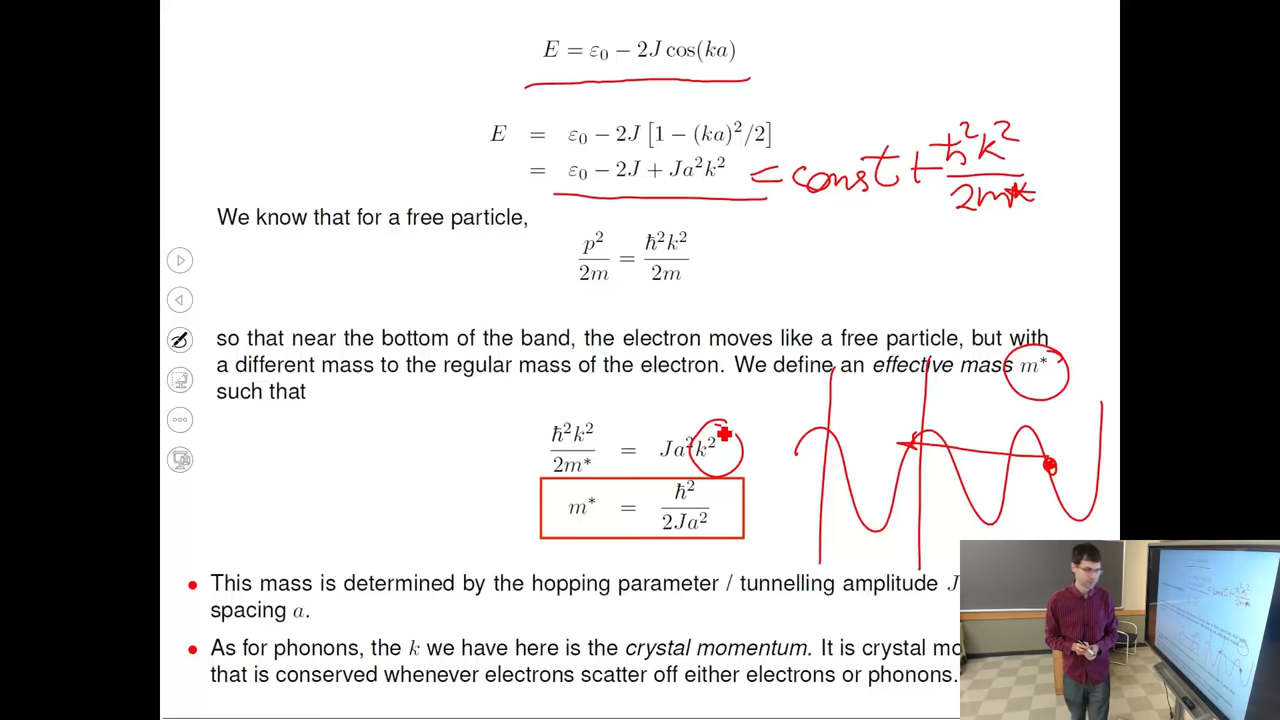 E = ε₀ − 2J cos(ka)
E = ε₀ − 2J [1 − (ka)²/2]
= ε₀ − 2J + Ja²k² = const + ħ²k²/2m*
We know that for a free particle,
p²/2m = ħ²k²/2m
so that near the bottom of the band, the electron moves like a free particle, but with
a different mass to the regular mass of the electron. We define an effective mass m*
such that
ħ²k²/2m* = Ja²k²
m* = ħ²/2Ja²
• This mass is determined by the hopping parameter / tunnelling amplitude J
spacing a.
• As for phonons, the k we have here is the crystal momentum. It is crystal mo
that is conserved whenever electrons scatter off either electrons or phonons.